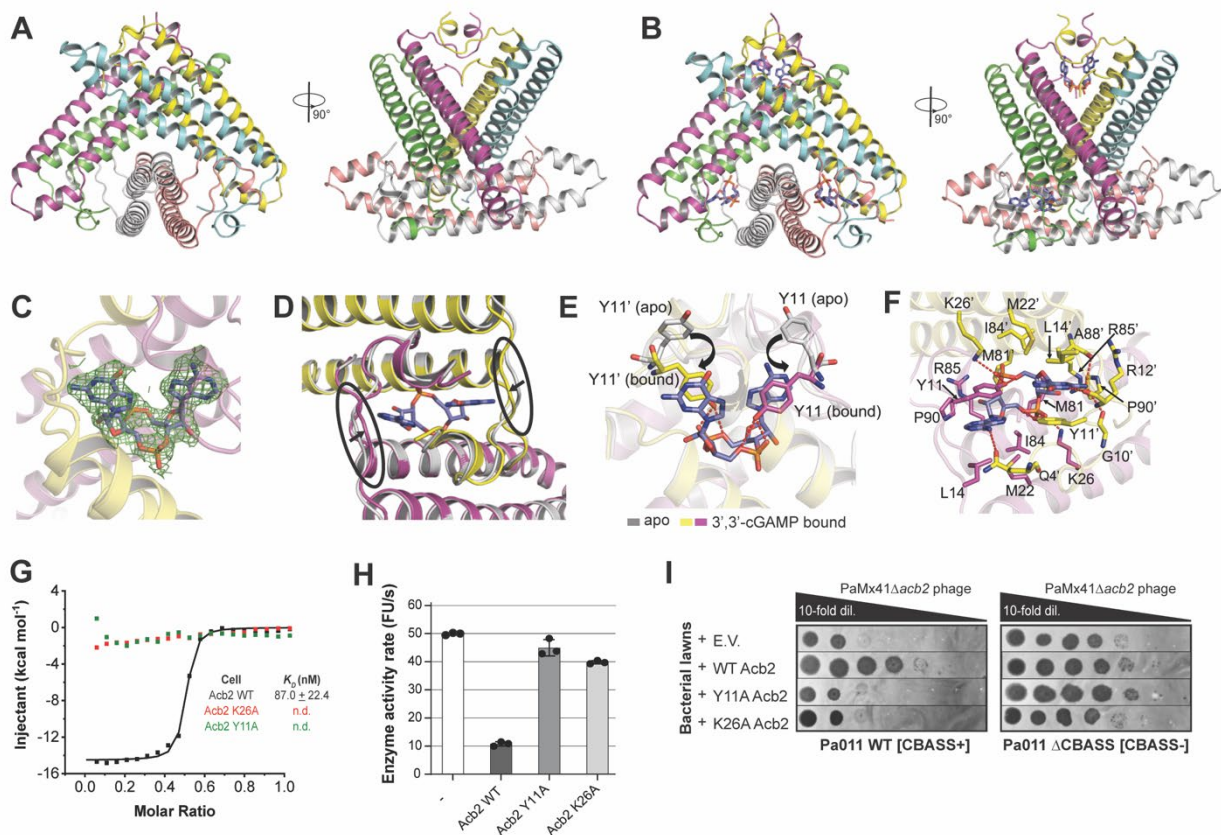 A
90°
B
90°
C
D
E
Y11' (apo)
Y11 (apo)
Y11' (bound)
Y11 (bound)
apo
3',3'-cGAMP bound
F
K26'
M22'
I84'
L14'
A88'
R85'
M81'
R12'
R85
Y11
P90
M81
P90'
I84
Y11'
G10'
L14
M22
Q4'
K26
G
Injectant (kcal mol⁻¹)
4
0
-4
-8
-12
-16
Cell
K_D (nM)
Acb2 WT
87.0 ± 22.4
Acb2 K26A
n.d.
Acb2 Y11A
n.d.
0.0 0.2 0.4 0.6 0.8 1.0
Molar Ratio
H
Enzyme activity rate (FU/s)
60
50
40
30
20
10
0
-
Acb2 WT
Acb2 Y11A
Acb2 K26A
I
PaMx41Δacb2 phage
PaMx41Δacb2 phage
10-fold dil.
10-fold dil.
Bacterial lawns
+ E.V.
+ WT Acb2
+ Y11A Acb2
+ K26A Acb2
Pa011 WT [CBASS+]
Pa011 ΔCBASS [CBASS-]